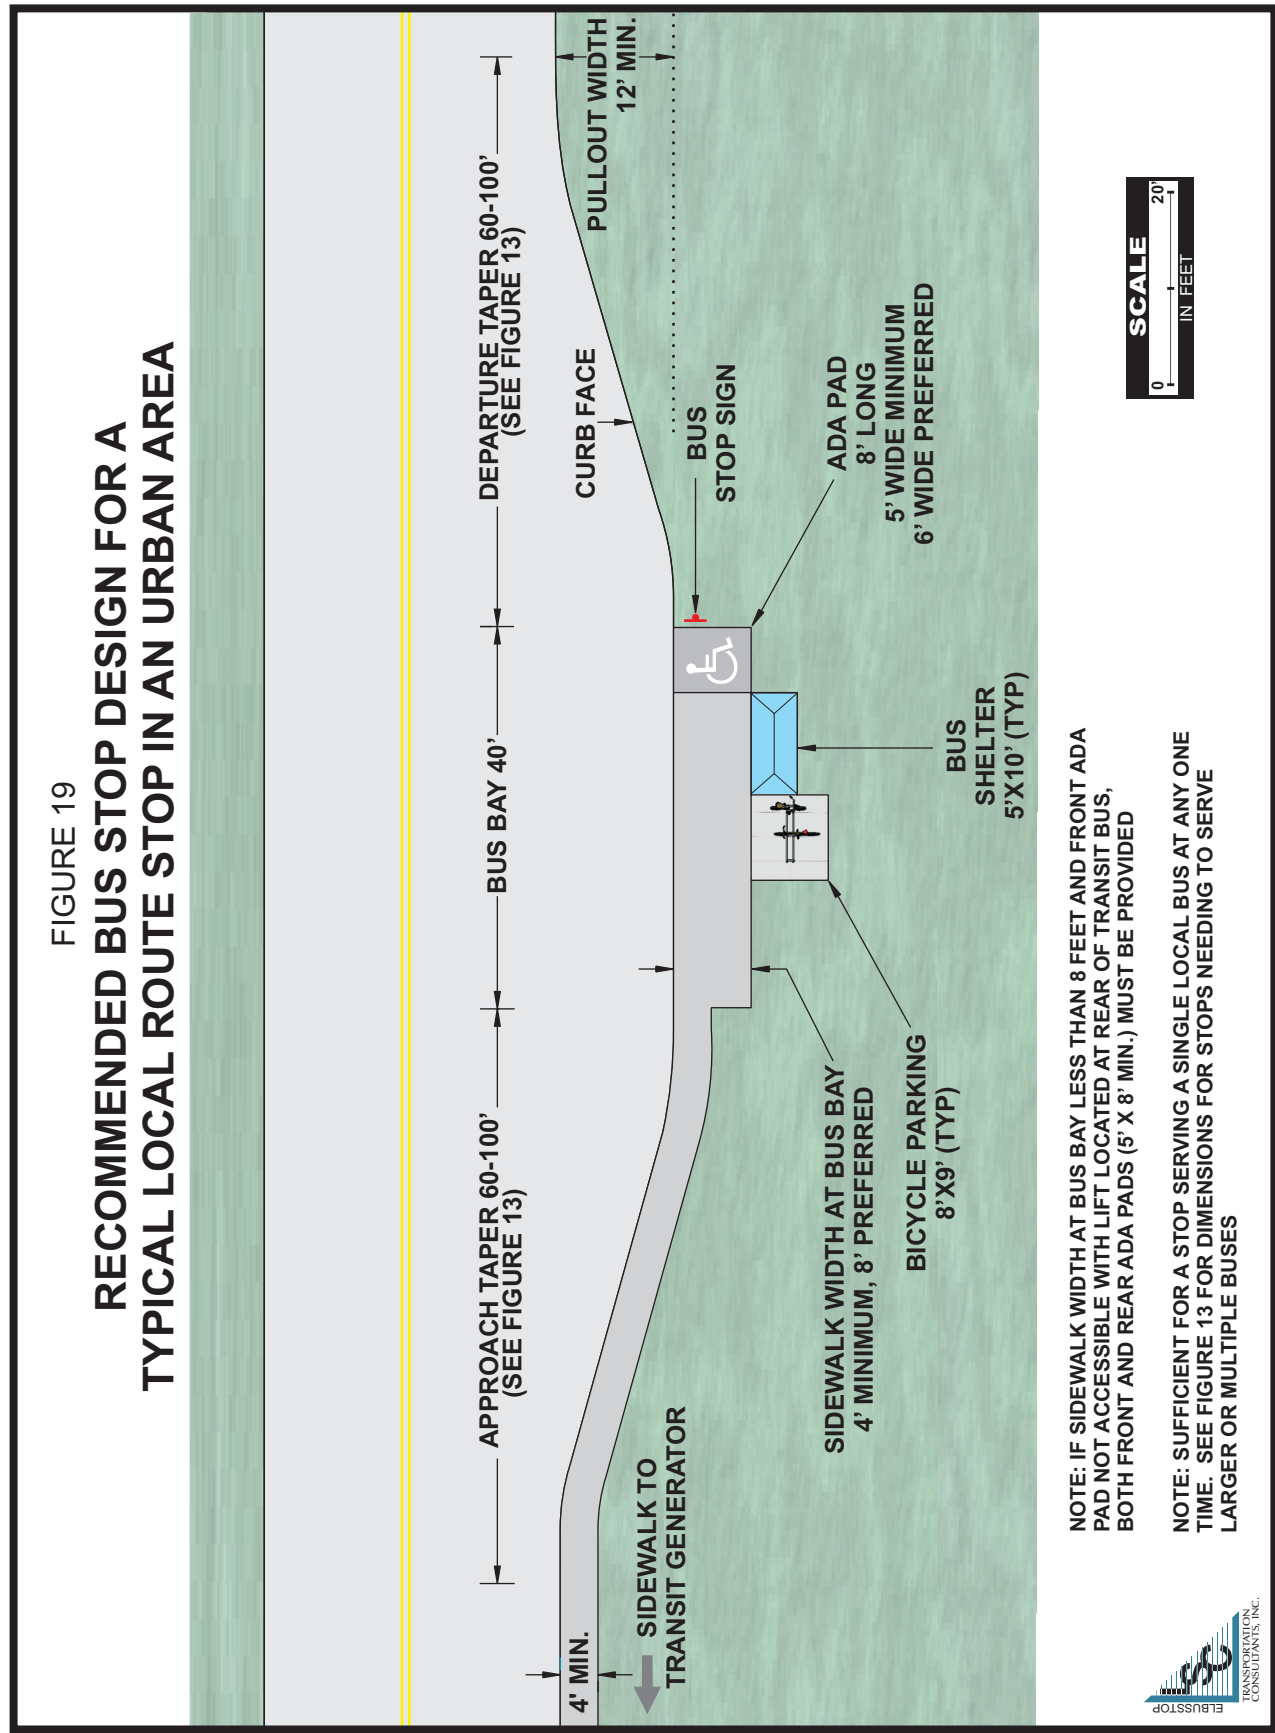 FIGURE 19
RECOMMENDED BUS STOP DESIGN FOR A
TYPICAL LOCAL ROUTE STOP IN AN URBAN AREA
APPROACH TAPER 60-100’
(SEE FIGURE 13)
BUS BAY 40’
DEPARTURE TAPER 60-100’
(SEE FIGURE 13)
PULLOUT WIDTH
12’ MIN.
CURB FACE
4' MIN.
SIDEWALK TO
TRANSIT GENERATOR
BUS
STOP SIGN
ADA PAD
8’ LONG
5’ WIDE MINIMUM
6’ WIDE PREFERRED
SIDEWALK WIDTH AT BUS BAY
4’ MINIMUM, 8’ PREFERRED
BICYCLE PARKING
8’X9’ (TYP)
BUS
SHELTER
5’X10’ (TYP)
NOTE: IF SIDEWALK WIDTH AT BUS BAY LESS THAN 8 FEET AND FRONT ADA
PAD NOT ACCESSIBLE WITH LIFT LOCATED AT REAR OF TRANSIT BUS,
BOTH FRONT AND REAR ADA PADS (5’ X 8’ MIN.) MUST BE PROVIDED
NOTE: SUFFICIENT FOR A STOP SERVING A SINGLE LOCAL BUS AT ANY ONE
TIME. SEE FIGURE 13 FOR DIMENSIONS FOR STOPS NEEDING TO SERVE
LARGER OR MULTIPLE BUSES
SCALE
0 20’
IN FEET
LSC
TRANSPORTATION
CONSULTANTS, INC.
ELBUSSTOP